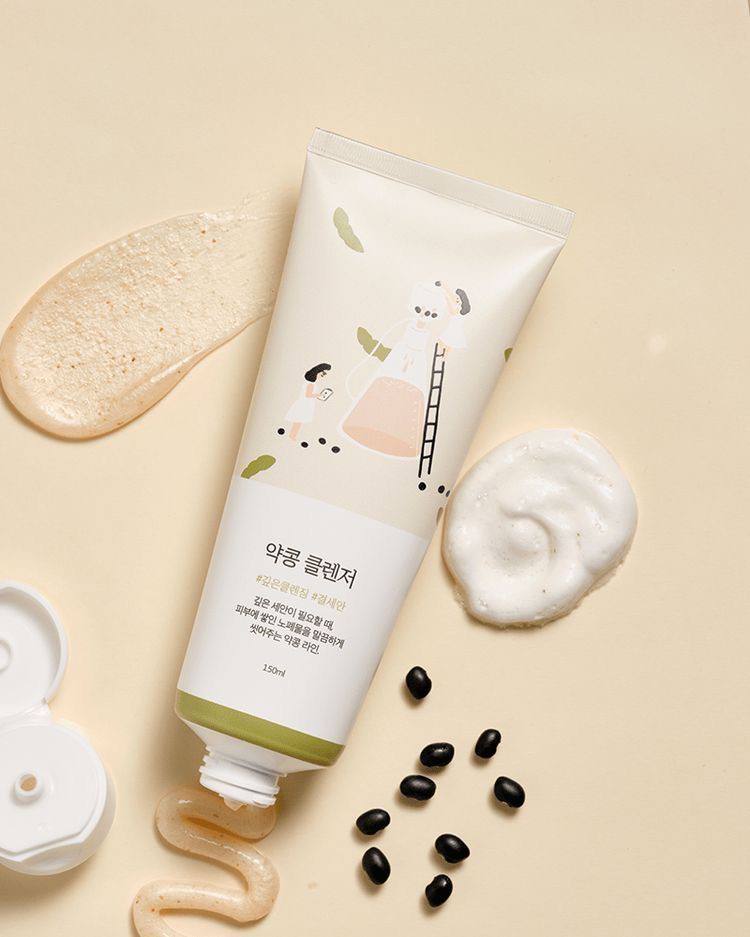 약콩 클렌저
#깊은클렌징 #결세안
깊은 세안이 필요할 때,
피부에 쌓인 노폐물을 말끔하게
씻어주는 약콩 라인.
150ml